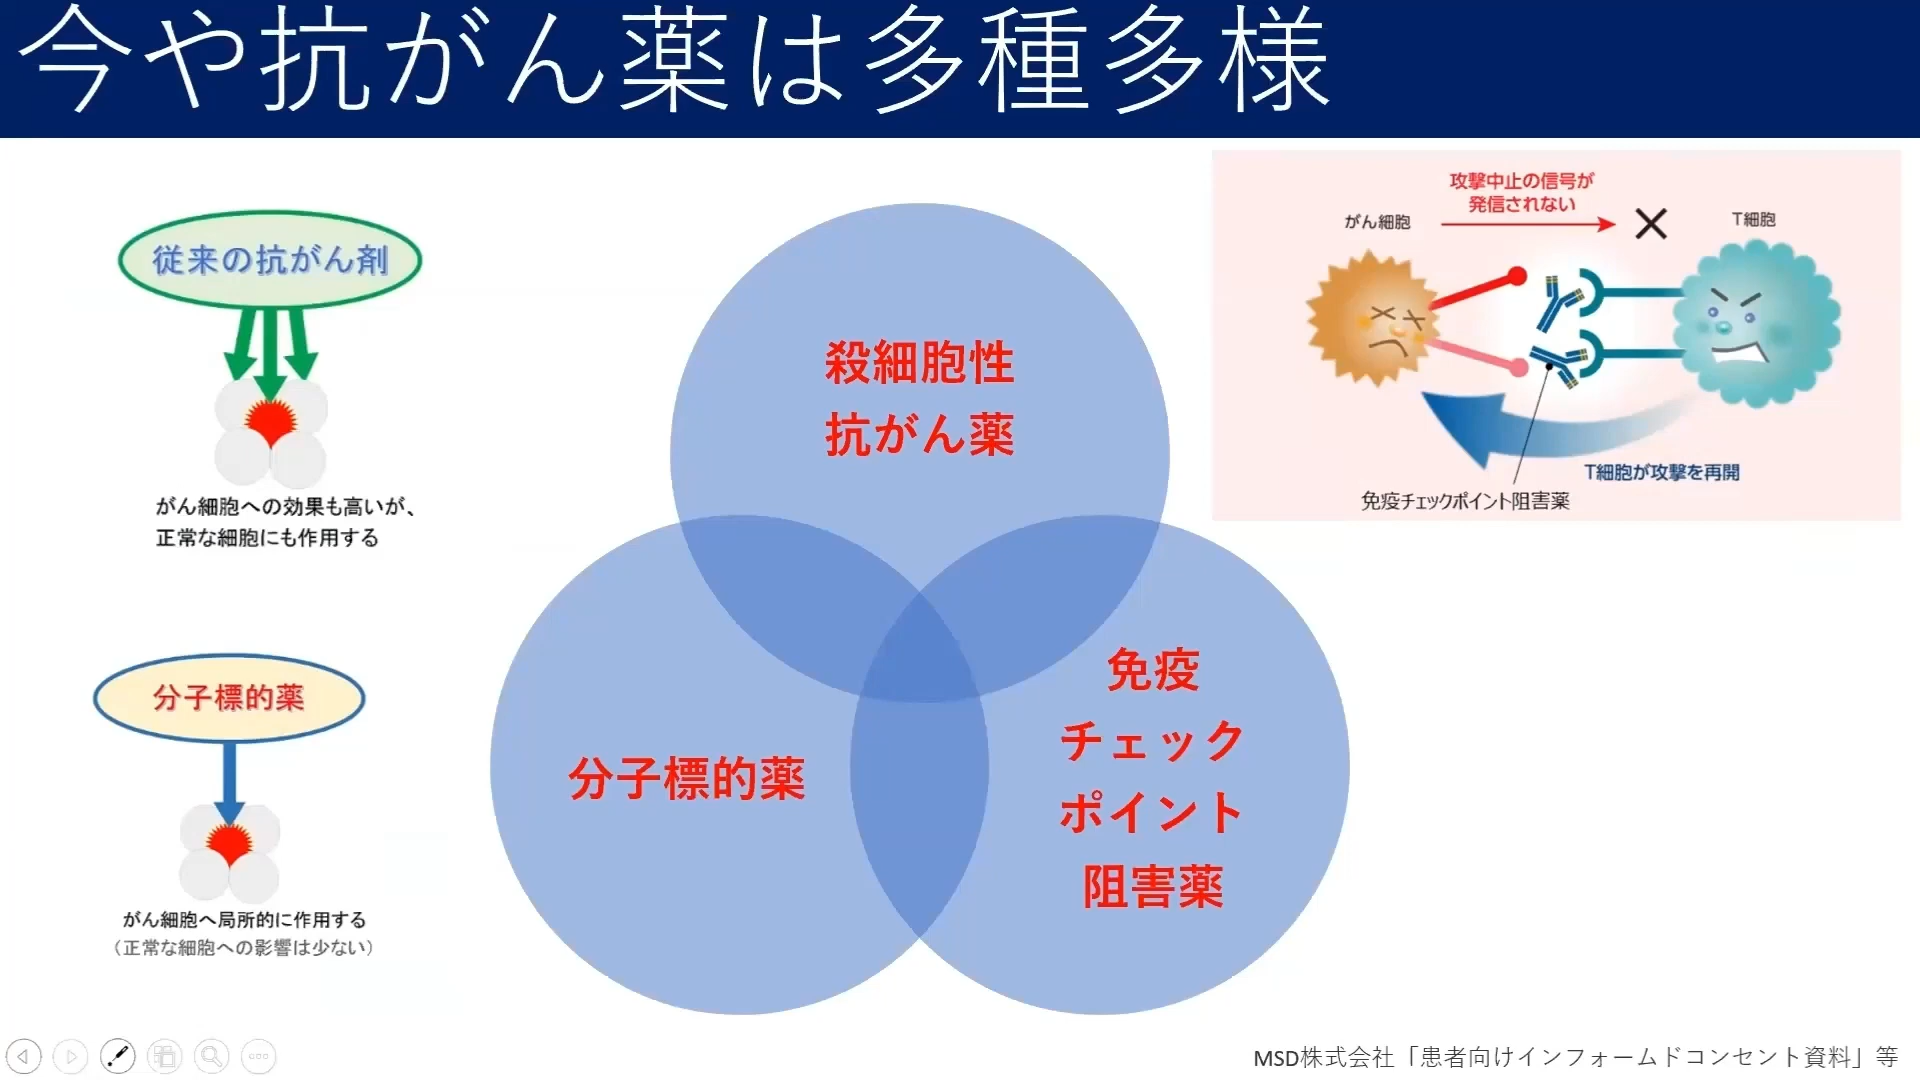 今や抗がん薬は多種多様
従来の抗がん剤
がん細胞への効果も高いが、
正常な細胞にも作用する
分子標的薬
がん細胞へ局所的に作用する
（正常な細胞への影響は少ない）
殺細胞性
抗がん薬
分子標的薬
免疫
チェック
ポイント
阻害薬
攻撃中止の信号が
発信されない
がん細胞
T細胞
T細胞が攻撃を再開
免疫チェックポイント阻害薬
MSD株式会社「患者向けインフォームドコンセント資料」等